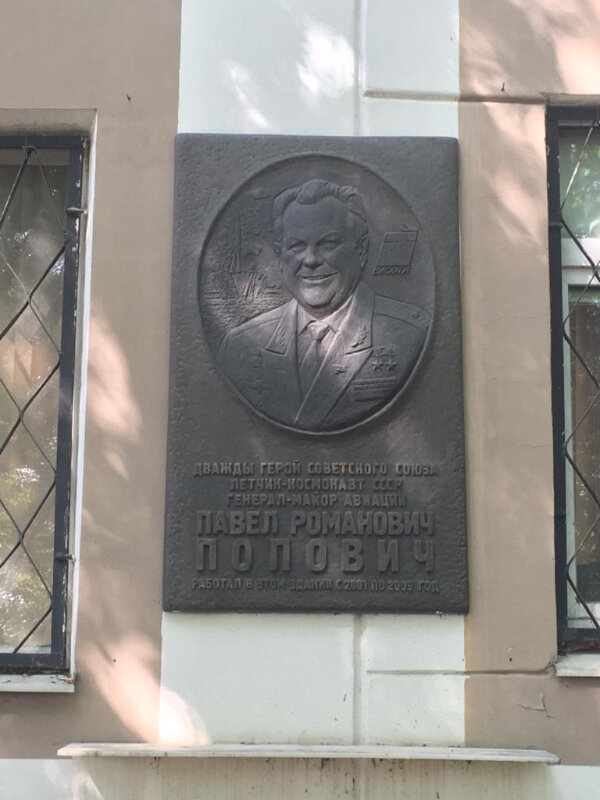 ВИСХАГИ
ДВАЖДЫ ГЕРОЙ СОВЕТСКОГО СОЮЗА
ЛЕТЧИК-КОСМОНАВТ СССР
ГЕНЕРАЛ-МАЙОР АВИАЦИИ
ПАВЕЛ РОМАНОВИЧ
ПОПОВИЧ
РАБОТАЛ В ЭТОМ ЗДАНИИ С 2001 ПО 2009 ГОД